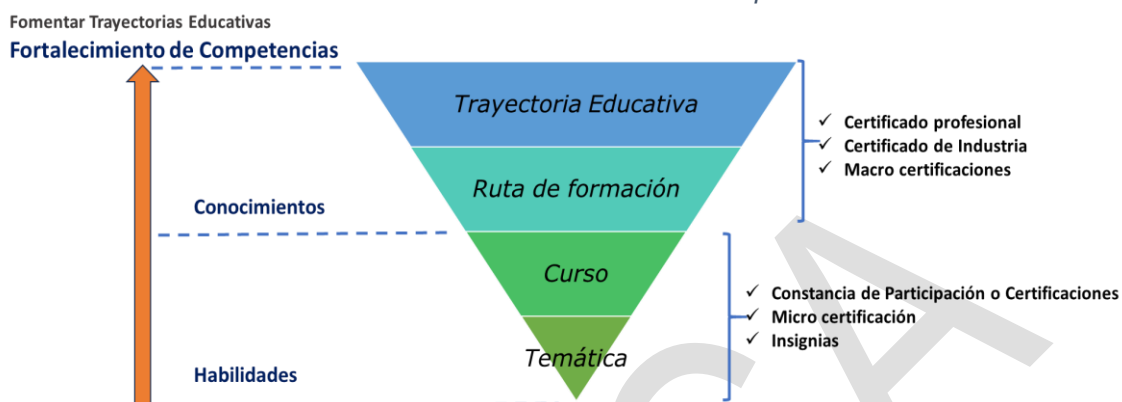 Fomentar Trayectorias Educativas
Fortalecimiento de Competencias
Trayectoria Educativa
✓ Certificado profesional
✓ Certificado de Industria
✓ Macro certificaciones
Ruta de formación
Conocimientos
Curso
✓ Constancia de Participación o Certificaciones
✓ Micro certificación
✓ Insignias
Temática
Habilidades